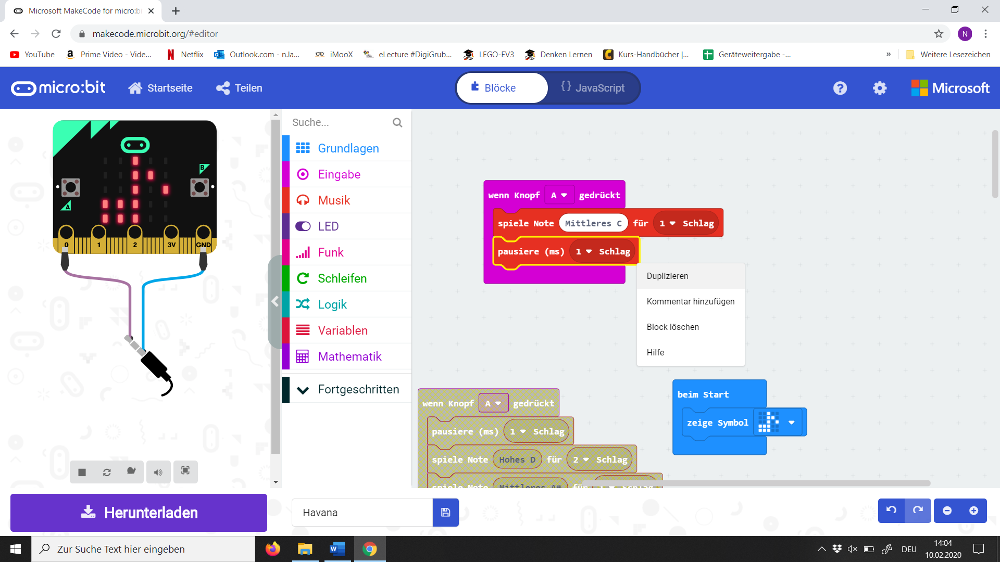 Microsoft MakeCode for micro:bi
makecode.microbit.org/#editor
N
YouTube
Prime Video - Vide...
Netflix
Outlook.com - n.la...
iMooX
eLecture #DigiGrub...
LEGO-EV3
Denken Lernen
Kurs-Handbücher |...
Geräteweitergabe -...
»
Weitere Lesezeichen
micro:bit
Startseite
Teilen
Blöcke
{} JavaScript
Microsoft
Suche...
Grundlagen
Eingabe
Musik
LED
Funk
Schleifen
Logik
Variablen
Mathematik
Fortgeschritten
A
B
0 1 2 3V GND
wenn Knopf A gedrückt
spiele Note Mittleres C für 1 Schlag
pausiere (ms) 1 Schlag
Duplizieren
Kommentar hinzufügen
Block löschen
Hilfe
beim Start
zeige Symbol
wenn Knopf A gedrückt
pausiere (ms) 1 Schlag
spiele Note Hohes D für 2 Schlag
spiele Note Mittleres A# für 1 Schlag
Herunterladen
Havana
Zur Suche Text hier eingeben
DEU
14:04
10.02.2020